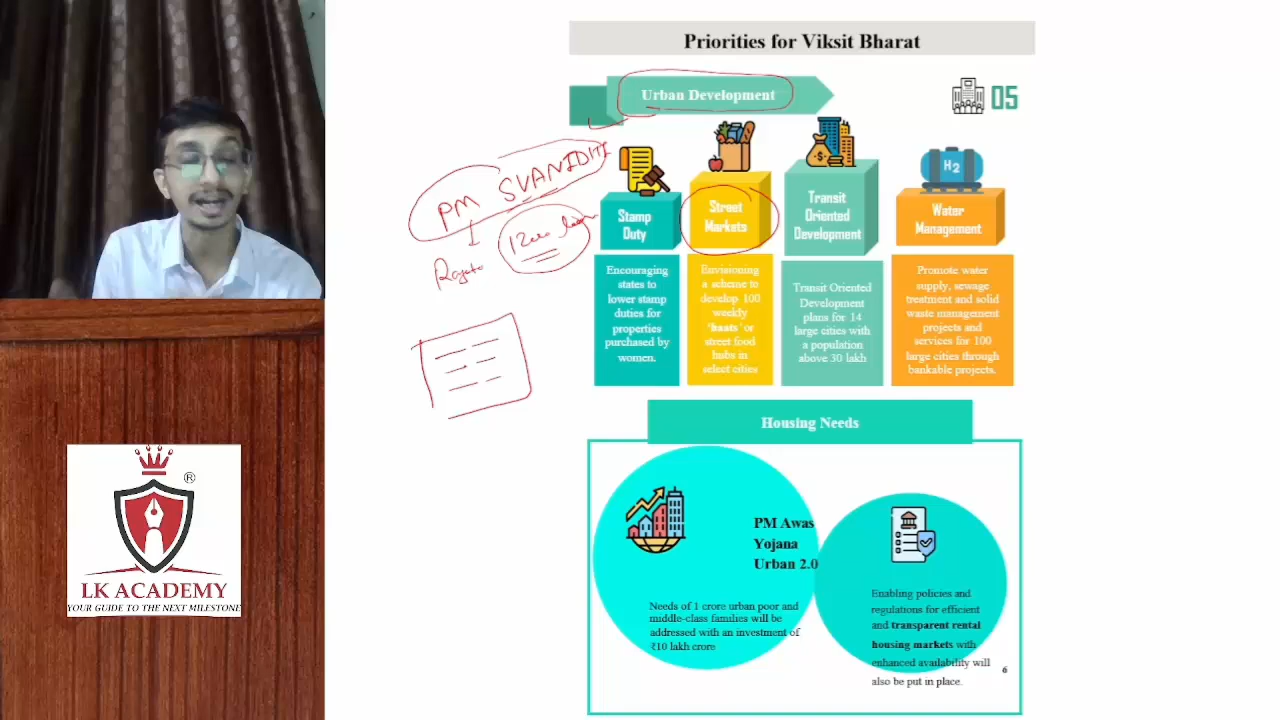 Priorities for Viksit Bharat
Urban Development
05
PM SVANIDITI
H2
Stamp
Duty
Street
Markets
Transit
Oriented
Development
Water
Management
Encouraging
states to
lower stamp
duties for
properties
purchased by
women.
Envisioning
a scheme to
develop 100
weekly
'haats' or
street food
hubs in
select cities
Transit Oriented
Development
plans for 14
large cities with
a population
above 30 lakh
Promote water
supply, sewage
treatment and solid
waste management
projects and
services for 100
large cities through
bankable projects.
Housing Needs
PM Awas
Yojana
Urban 2.0
Needs of 1 crore urban poor and
middle-class families will be
addressed with an investment of
₹10 lakh crore
Enabling policies and
regulations for efficient
and transparent rental
housing markets with
enhanced availability will
also be put in place.
6
®
LK ACADEMY
YOUR GUIDE TO THE NEXT MILESTONE